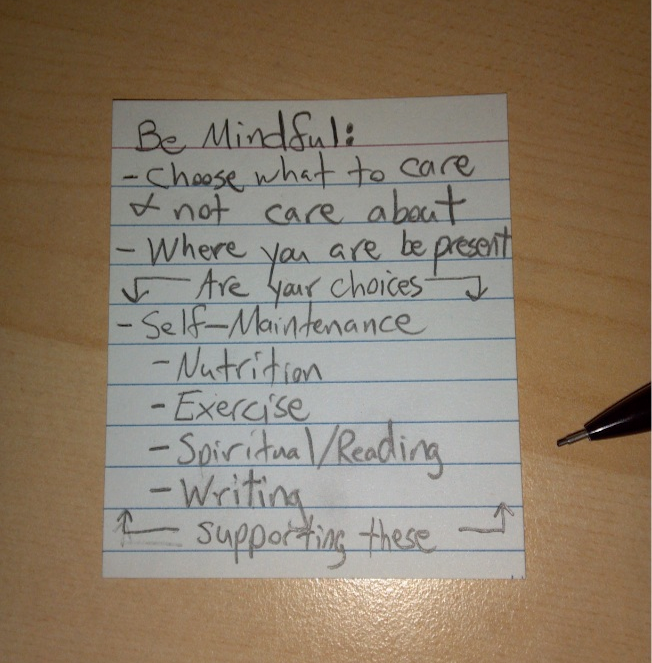 Be Mindful:
- Choose what to care
& not care about
- Where you are be present
↓ Are your choices ↓
- Self-Maintenance
- Nutrition
- Exercise
- Spiritual/Reading
- Writing
↑ supporting these ↑